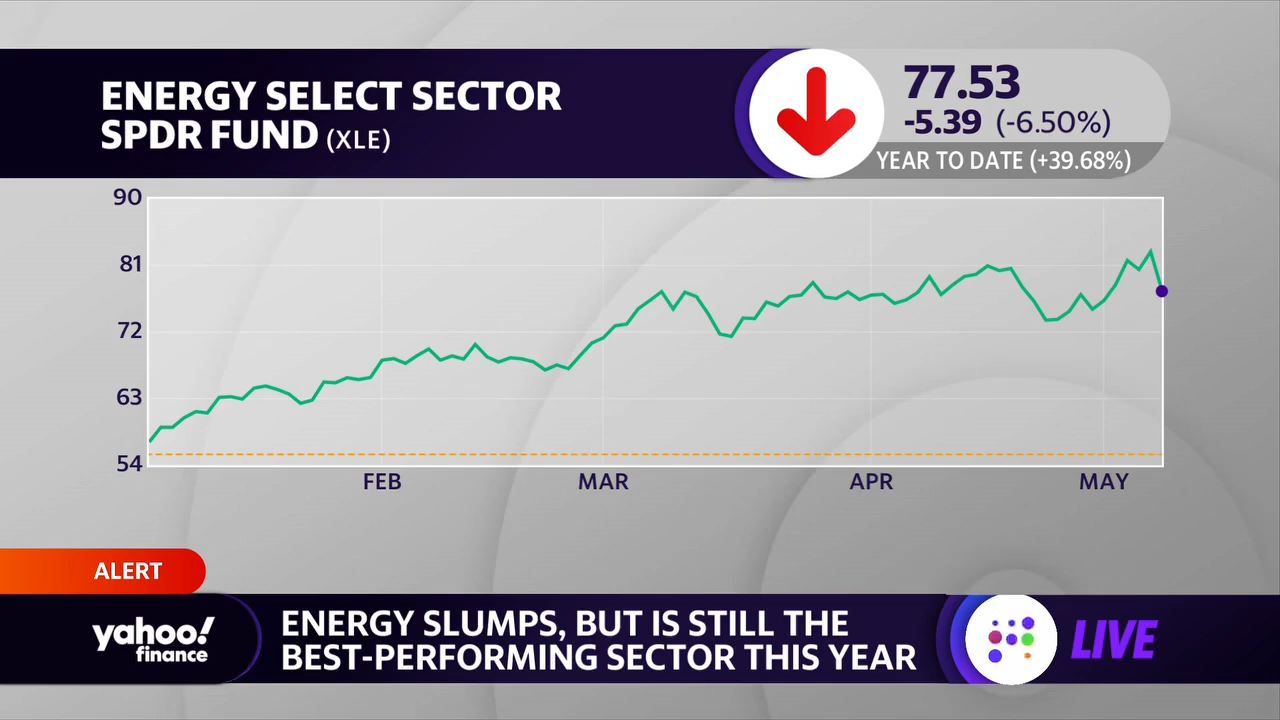 ENERGY SELECT SECTOR
SPDR FUND (XLE)
77.53
-5.39 (-6.50%)
YEAR TO DATE (+39.68%)
90
81
72
63
54
FEB MAR APR MAY
ALERT
yahoo!
finance
ENERGY SLUMPS, BUT IS STILL THE
BEST-PERFORMING SECTOR THIS YEAR
LIVE